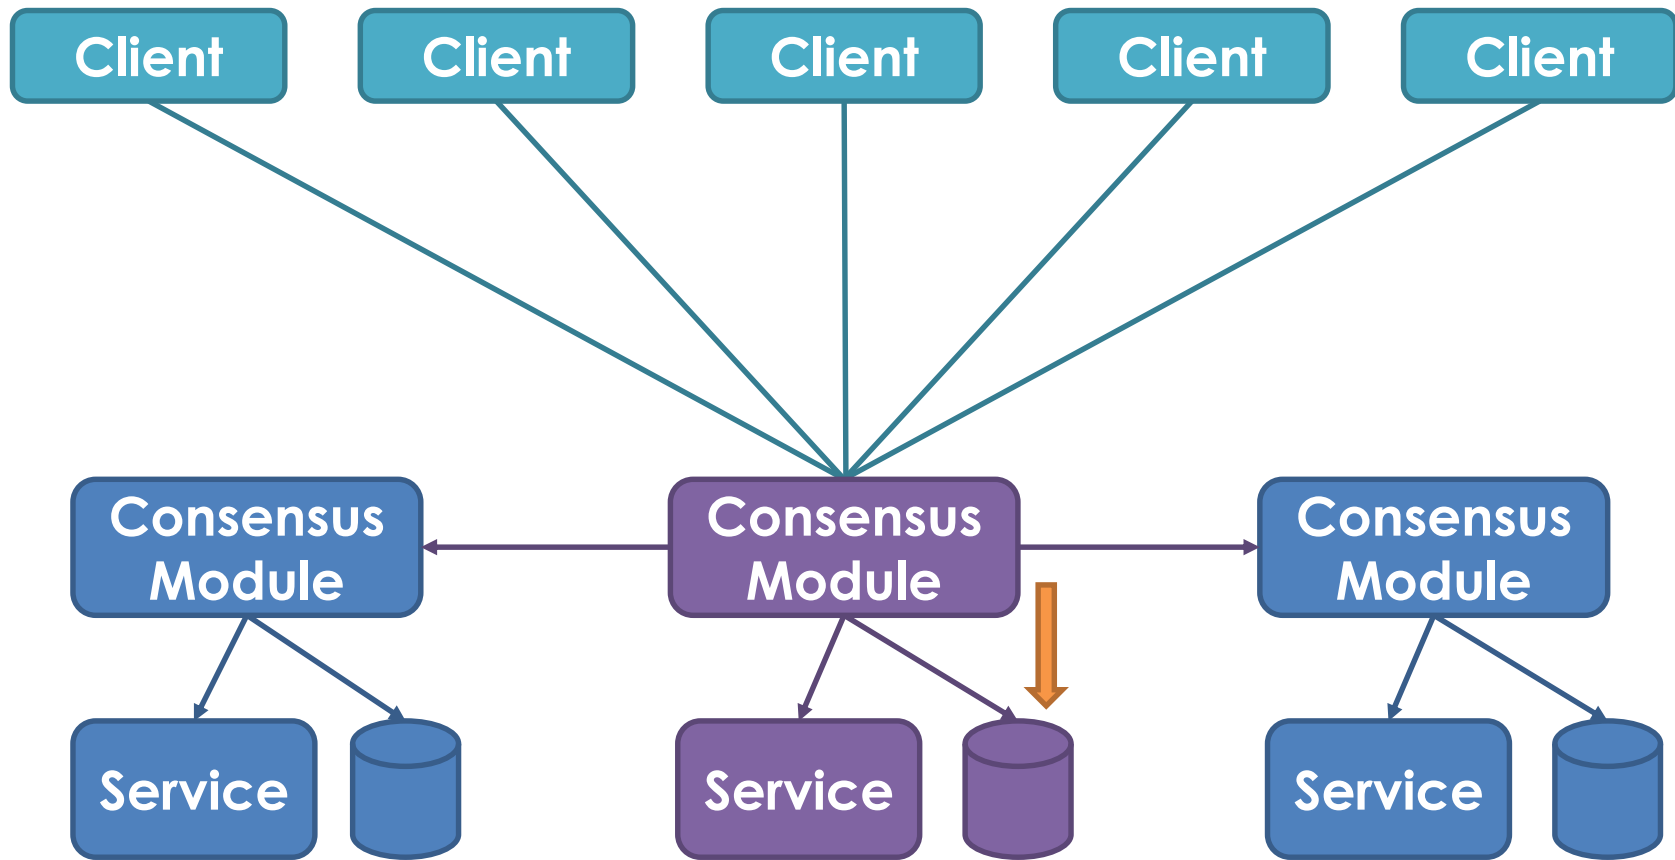 Client
Client
Client
Client
Client
Consensus
Module
Consensus
Module
Consensus
Module
Service
Service
Service